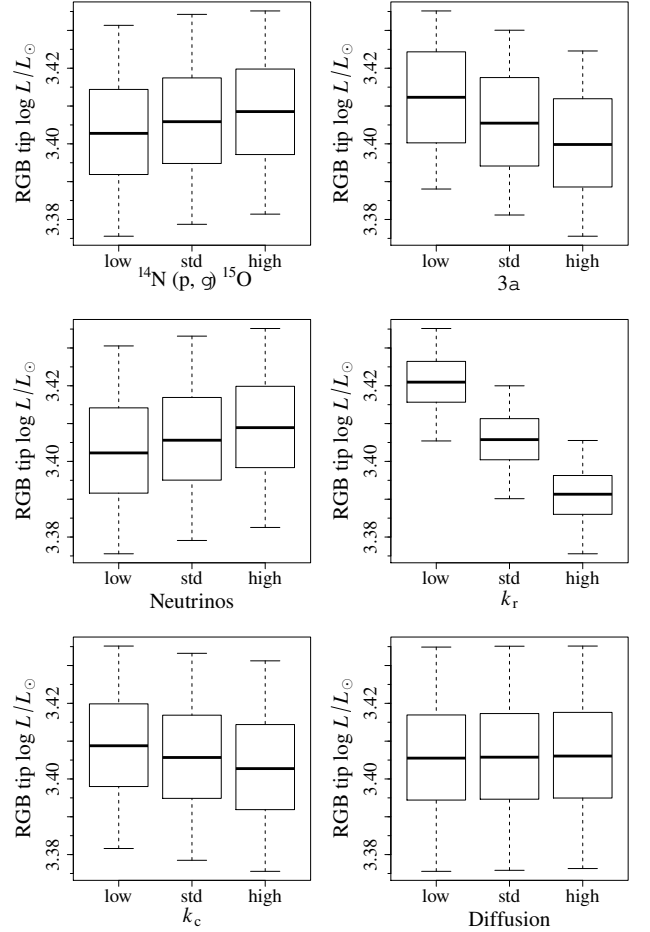 RGB tip log L/L☉
3.38 3.40 3.42
low std high
¹⁴N (p, g) ¹⁵O
RGB tip log L/L☉
3.38 3.40 3.42
low std high
3a
RGB tip log L/L☉
3.38 3.40 3.42
low std high
Neutrinos
RGB tip log L/L☉
3.38 3.40 3.42
low std high
kᵣ
RGB tip log L/L☉
3.38 3.40 3.42
low std high
k_c
RGB tip log L/L☉
3.38 3.40 3.42
low std high
Diffusion